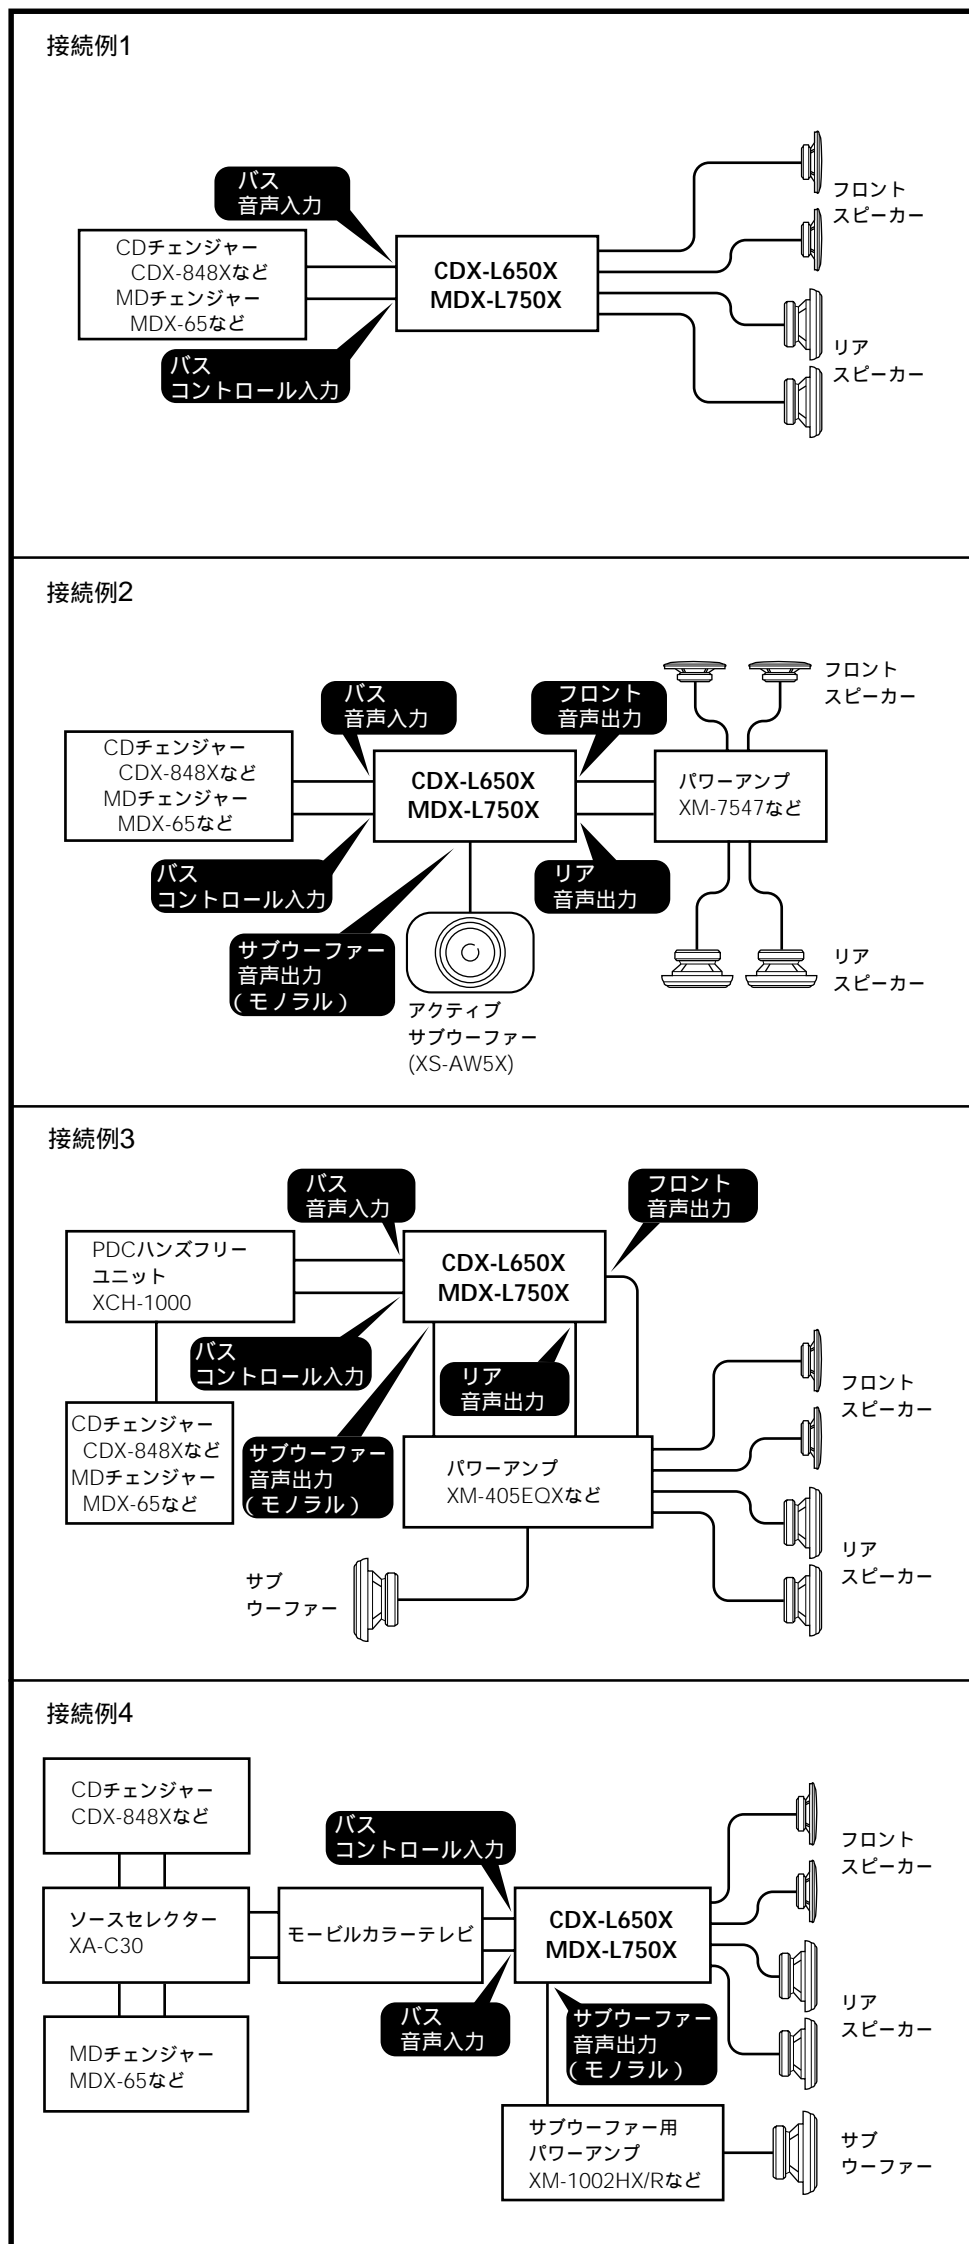 接続例1
バス
音声入力
CDチェンジャー
CDX-848Xなど
MDチェンジャー
MDX-65など
CDX-L650X
MDX-L750X
バス
コントロール入力
フロント
スピーカー
リア
スピーカー
接続例2
バス
音声入力
フロント
音声出力
フロント
スピーカー
CDチェンジャー
CDX-848Xなど
MDチェンジャー
MDX-65など
CDX-L650X
MDX-L750X
パワーアンプ
XM-7547など
バス
コントロール入力
リア
音声出力
サブウーファー
音声出力
(モノラル)
アクティブ
サブウーファー
(XS-AW5X)
リア
スピーカー
接続例3
バス
音声入力
フロント
音声出力
PDCハンズフリー
ユニット
XCH-1000
CDX-L650X
MDX-L750X
バス
コントロール入力
リア
音声出力
CDチェンジャー
CDX-848Xなど
MDチェンジャー
MDX-65など
サブウーファー
音声出力
(モノラル)
パワーアンプ
XM-405EQXなど
フロント
スピーカー
リア
スピーカー
サブ
ウーファー
接続例4
CDチェンジャー
CDX-848Xなど
バス
コントロール入力
フロント
スピーカー
ソースセレクター
XA-C30
モービルカラーテレビ
CDX-L650X
MDX-L750X
バス
音声入力
サブウーファー
音声出力
(モノラル)
リア
スピーカー
MDチェンジャー
MDX-65など
サブウーファー用
パワーアンプ
XM-1002HX/Rなど
サブ
ウーファー